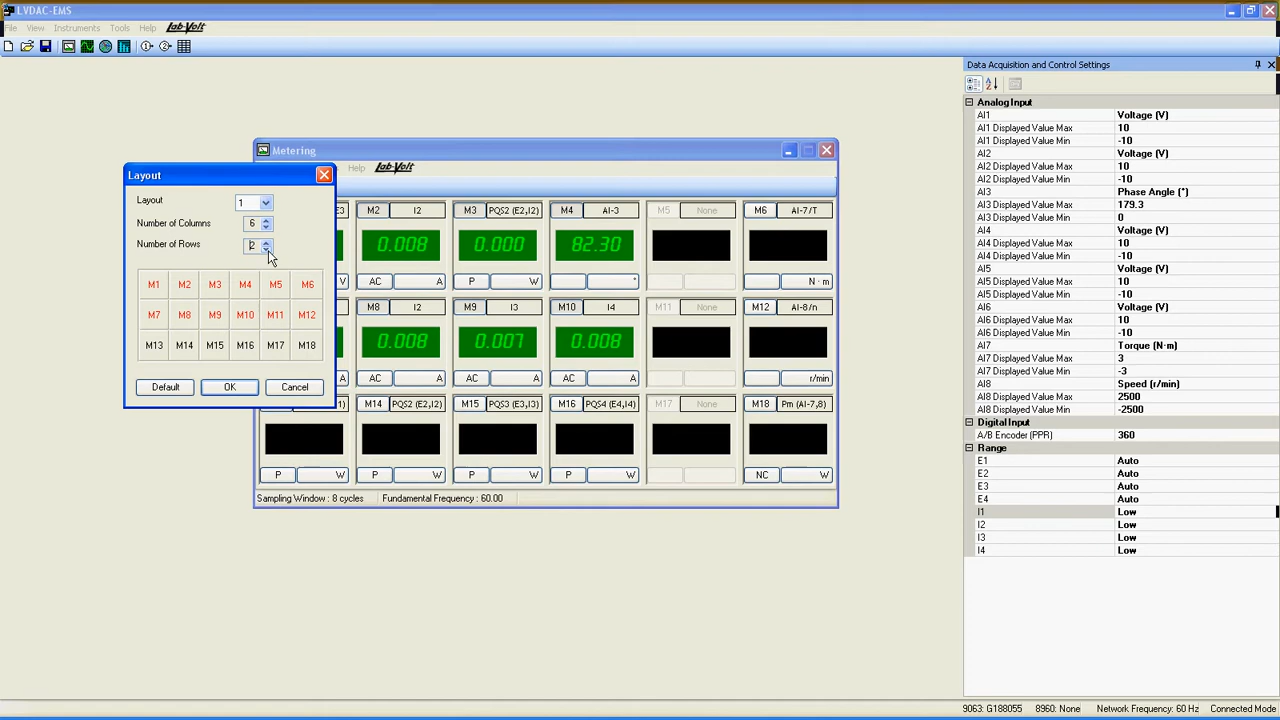 LVDAC-EMS
File View Instruments Tools Help Lab-Volt
Data Acquisition and Control Settings
Analog Input
AI1 Voltage (V)
AI1 Displayed Value Max 10
AI1 Displayed Value Min -10
AI2 Voltage (V)
AI2 Displayed Value Max 10
AI2 Displayed Value Min -10
AI3 Phase Angle (°)
AI3 Displayed Value Max 179.3
AI3 Displayed Value Min 0
AI4 Voltage (V)
AI4 Displayed Value Max 10
AI4 Displayed Value Min -10
AI5 Voltage (V)
AI5 Displayed Value Max 10
AI5 Displayed Value Min -10
AI6 Voltage (V)
AI6 Displayed Value Max 10
AI6 Displayed Value Min -10
AI7 Torque (N·m)
AI7 Displayed Value Max 3
AI7 Displayed Value Min -3
AI8 Speed (r/min)
AI8 Displayed Value Max 2500
AI8 Displayed Value Min -2500
Digital Input
A/B Encoder (PPR) 360
Range
E1 Auto
E2 Auto
E3 Auto
E4 Auto
I1 Low
I2 Low
I3 Low
I4 Low
Metering
Help Lab-Volt
M2 I2 M3 PQS2 (E2,I2) M4 AI-3 M5 None M6 AI-7/T
0.008 0.000 82.30
V AC A P W ° N·m
M8 I2 M9 I3 M10 I4 M11 None M12 AI-8/n
0.008 0.007 0.008
A AC A AC A AC A r/min
M14 PQS2 (E2,I2) M15 PQS3 (E3,I3) M16 PQS4 (E4,I4) M17 None M18 Pm (AI-7,8)
P W P W P W P W NC W
Sampling Window : 8 cycles Fundamental Frequency : 60.00
Layout
Layout 1
Number of Columns 6
Number of Rows 2
M1 M2 M3 M4 M5 M6
M7 M8 M9 M10 M11 M12
M13 M14 M15 M16 M17 M18
Default OK Cancel
9063: G188055 8960: None Network Frequency: 60 Hz Connected Mode